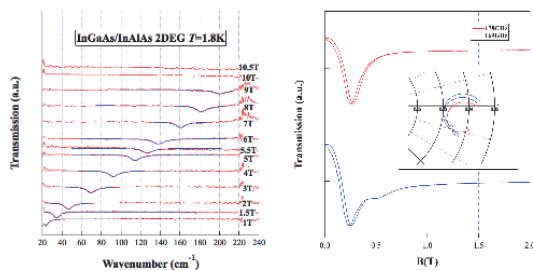 InGaAs/InAlAs 2DEG T=1.8K
Transmission (a.u.)
10.5T
10T
9T
8T
7T
6T
5.5T
5T
4T
3T
2T
1.5T
1T
20 40 60 80 100 120 140 160 180 200 220 240
Wavenumber (cm⁻¹)
Transmission (a.u.)
0.0 0.5 1.0 1.5 2.0
B(T)